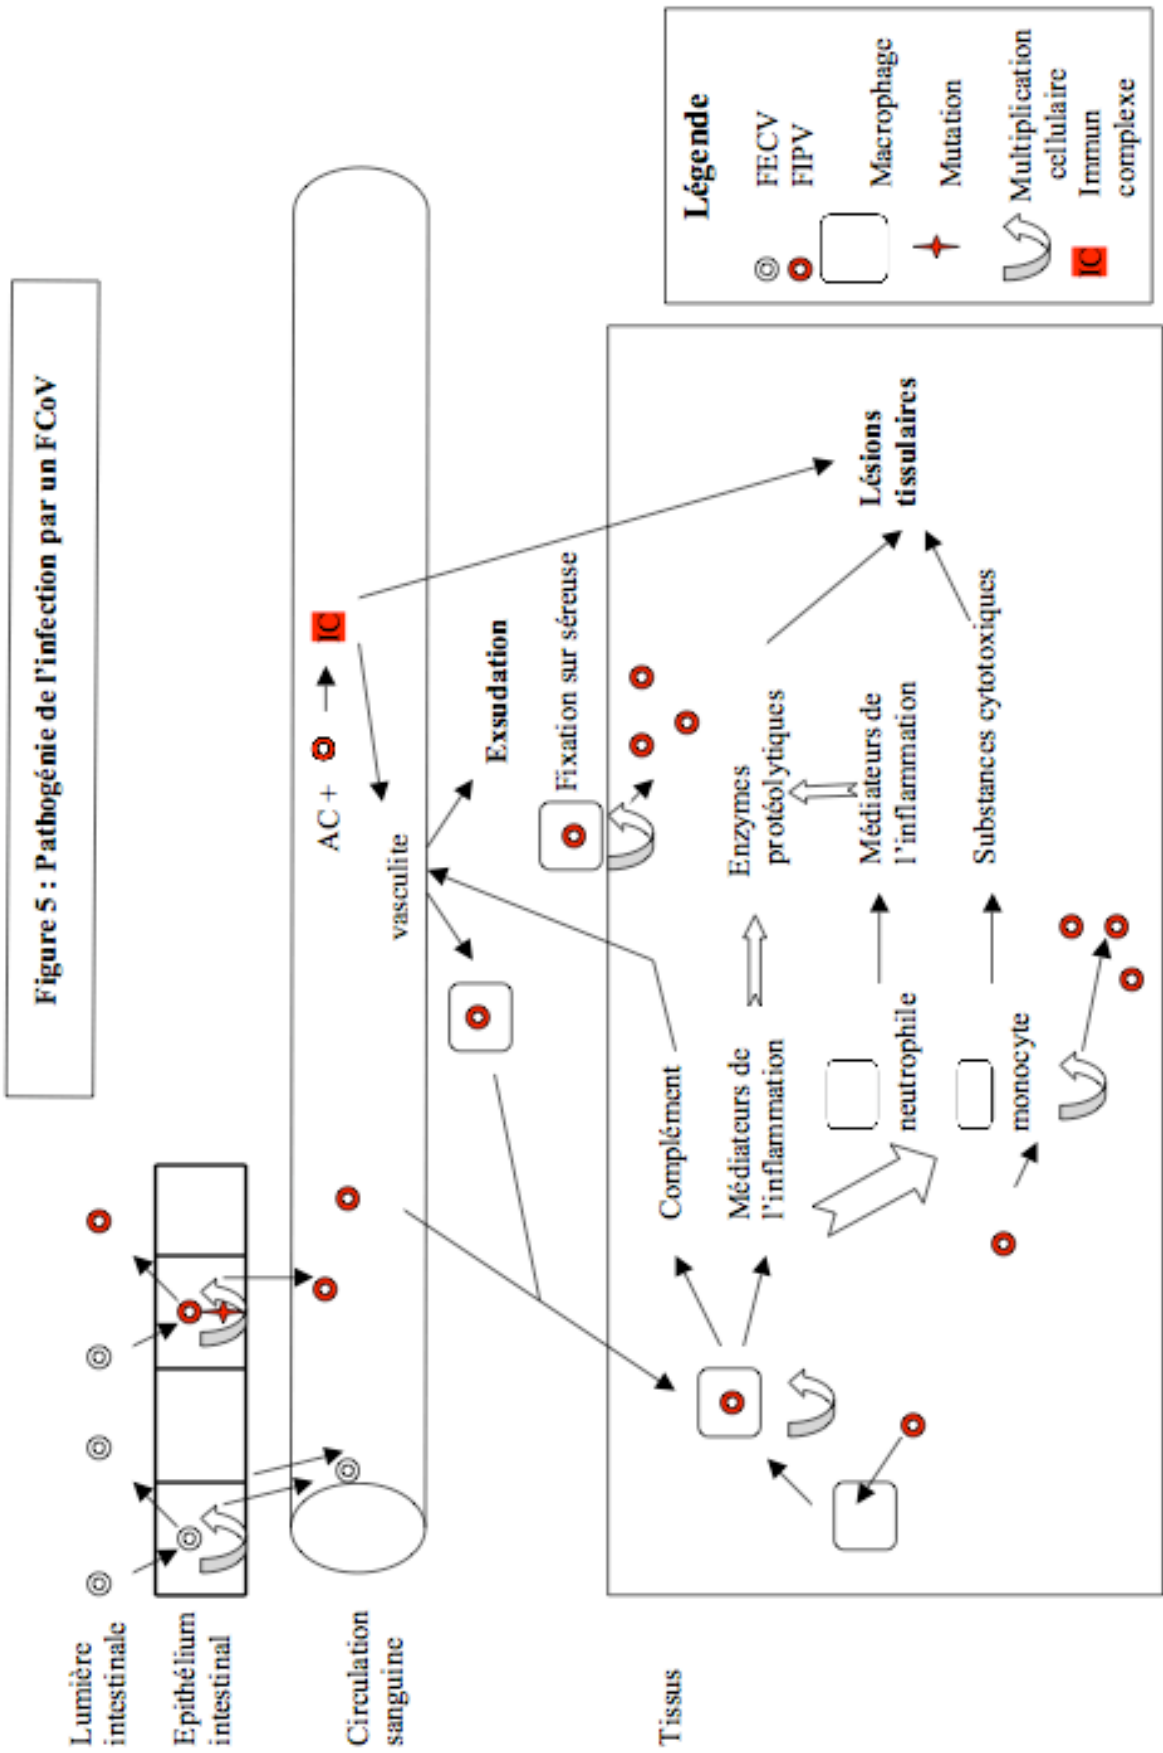 Figure 5 : Pathogénie de l'infection par un FCoV
Lumière
intestinale
Epithélium
intestinal
Circulation
sanguine
AC +
IC
vasculite
Exsudation
Fixation sur séreuse
Tissus
Complément
Médiateurs de
l'inflammation
Enzymes
protéolytiques
neutrophile
Médiateurs de
l'inflammation
monocyte
Substances cytotoxiques
Lésions
tissulaires
Légende
FECV
FIPV
Macrophage
Mutation
Multiplication
cellulaire
IC
Immun
complexe